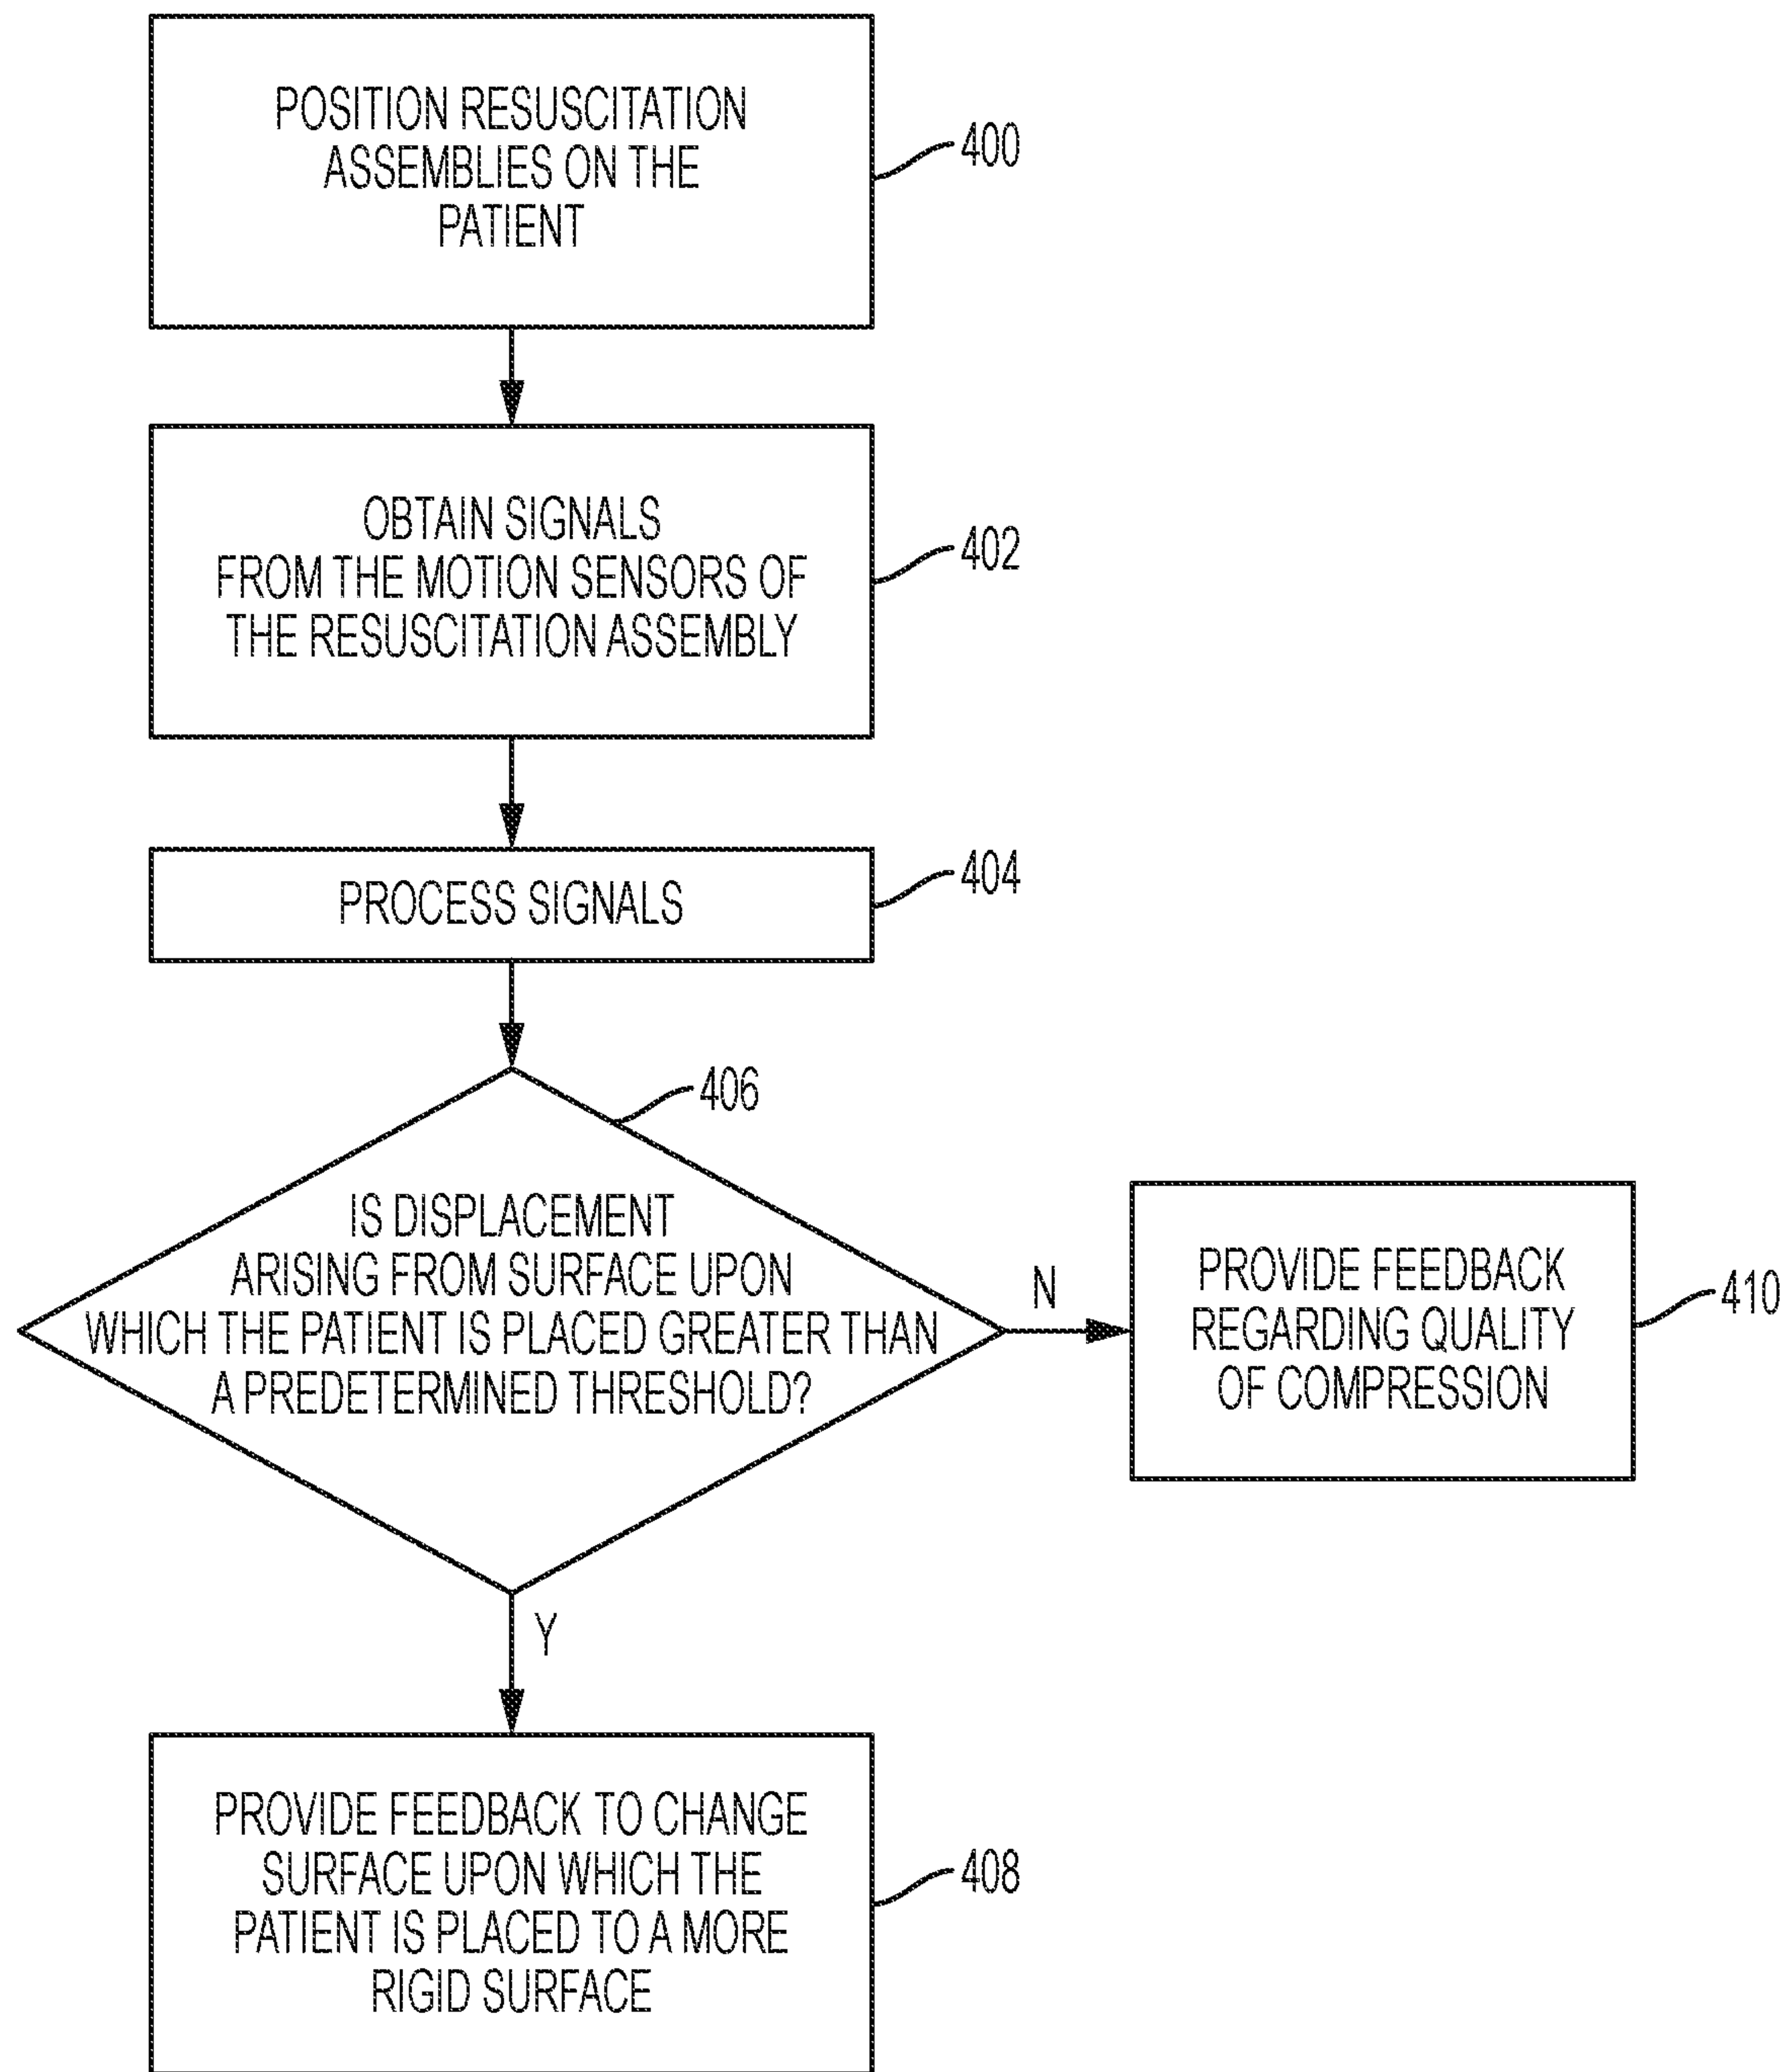 POSITION RESUSCITATION
ASSEMBLIES ON THE
PATIENT
400
OBTAIN SIGNALS
FROM THE MOTION SENSORS OF
THE RESUSCITATION ASSEMBLY
402
PROCESS SIGNALS
404
406
IS DISPLACEMENT
ARISING FROM SURFACE UPON
WHICH THE PATIENT IS PLACED GREATER THAN
A PREDETERMINED THRESHOLD?
N
PROVIDE FEEDBACK
REGARDING QUALITY
OF COMPRESSION
410
Y
PROVIDE FEEDBACK TO CHANGE
SURFACE UPON WHICH THE
PATIENT IS PLACED TO A MORE
RIGID SURFACE
408